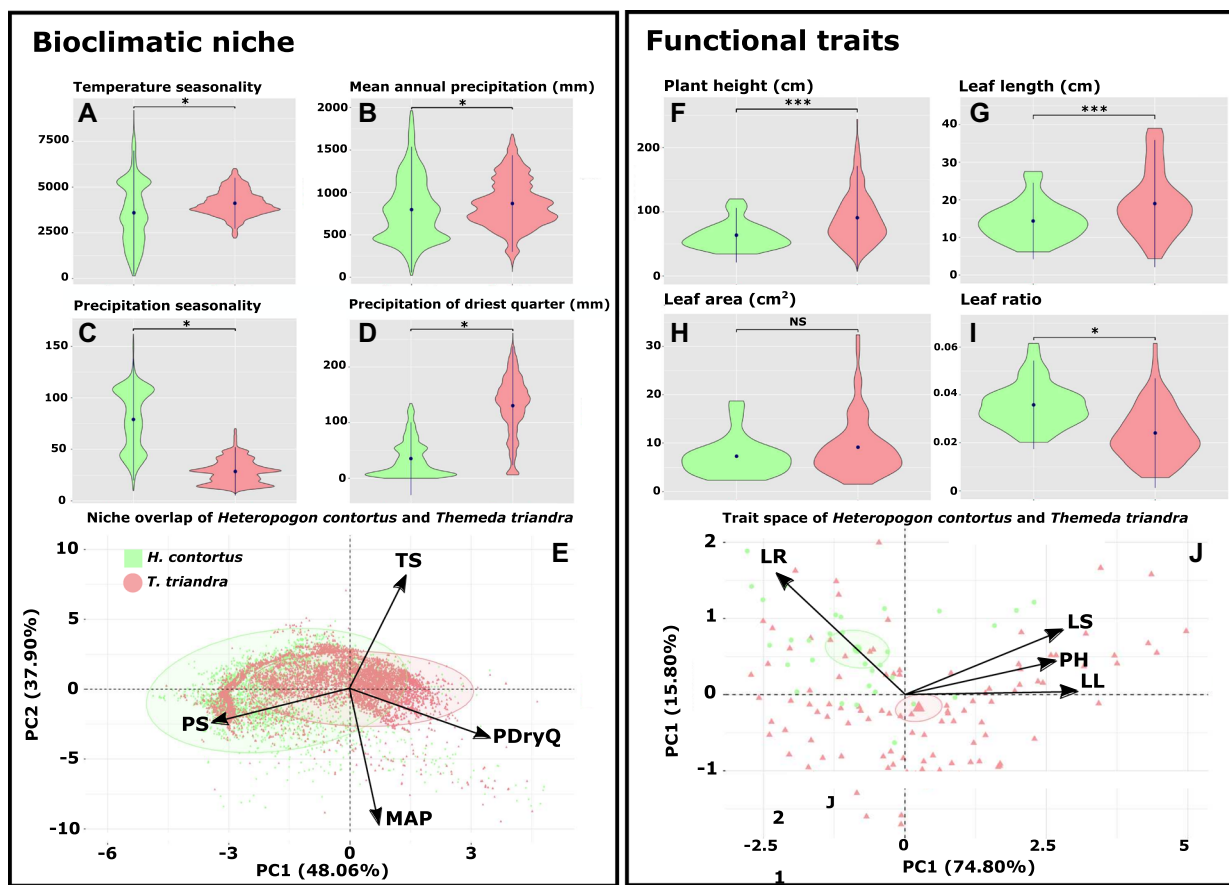 Bioclimatic niche
Temperature seasonality
A
*
7500
5000
2500
0
Mean annual precipitation (mm)
B
*
2000
1500
1000
500
0
Precipitation seasonality
C
*
150
100
50
0
Precipitation of driest quarter (mm)
D
*
200
100
0
Niche overlap of Heteropogon contortus and Themeda triandra
E
H. contortus
T. triandra
TS
PS
PDryQ
MAP
10
5
0
-5
-10
PC2 (37.90%)
-6
-3
0
3
PC1 (48.06%)
Functional traits
Plant height (cm)
F
***
200
100
0
Leaf length (cm)
G
***
40
30
20
10
0
Leaf area (cm²)
H
NS
30
20
10
0
Leaf ratio
I
*
0.06
0.04
0.02
0
Trait space of Heteropogon contortus and Themeda triandra
J
LR
LS
PH
LL
2
1
0
-1
PC1 (15.80%)
J
2
-2.5
0
2.5
5
PC1 (74.80%)
1